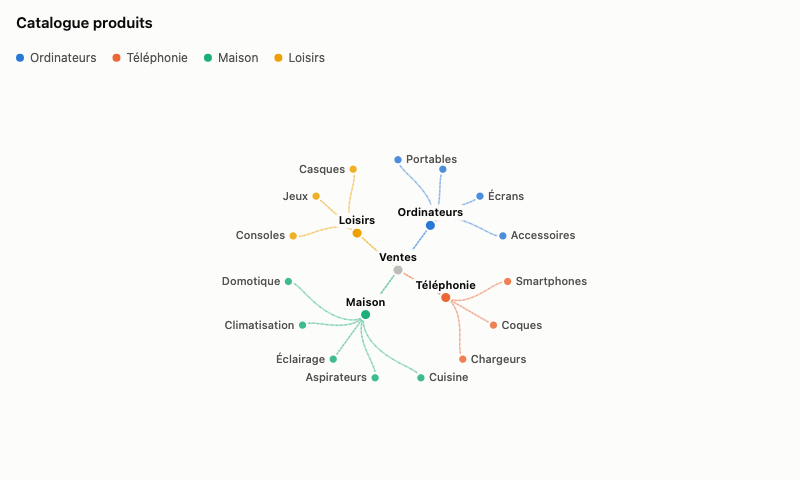 Catalogue produits
Ordinateurs
Téléphonie
Maison
Loisirs
Portables
Casques
Jeux
Écrans
Ordinateurs
Loisirs
Consoles
Accessoires
Ventes
Domotique
Téléphonie
Smartphones
Maison
Climatisation
Coques
Éclairage
Chargeurs
Aspirateurs
Cuisine